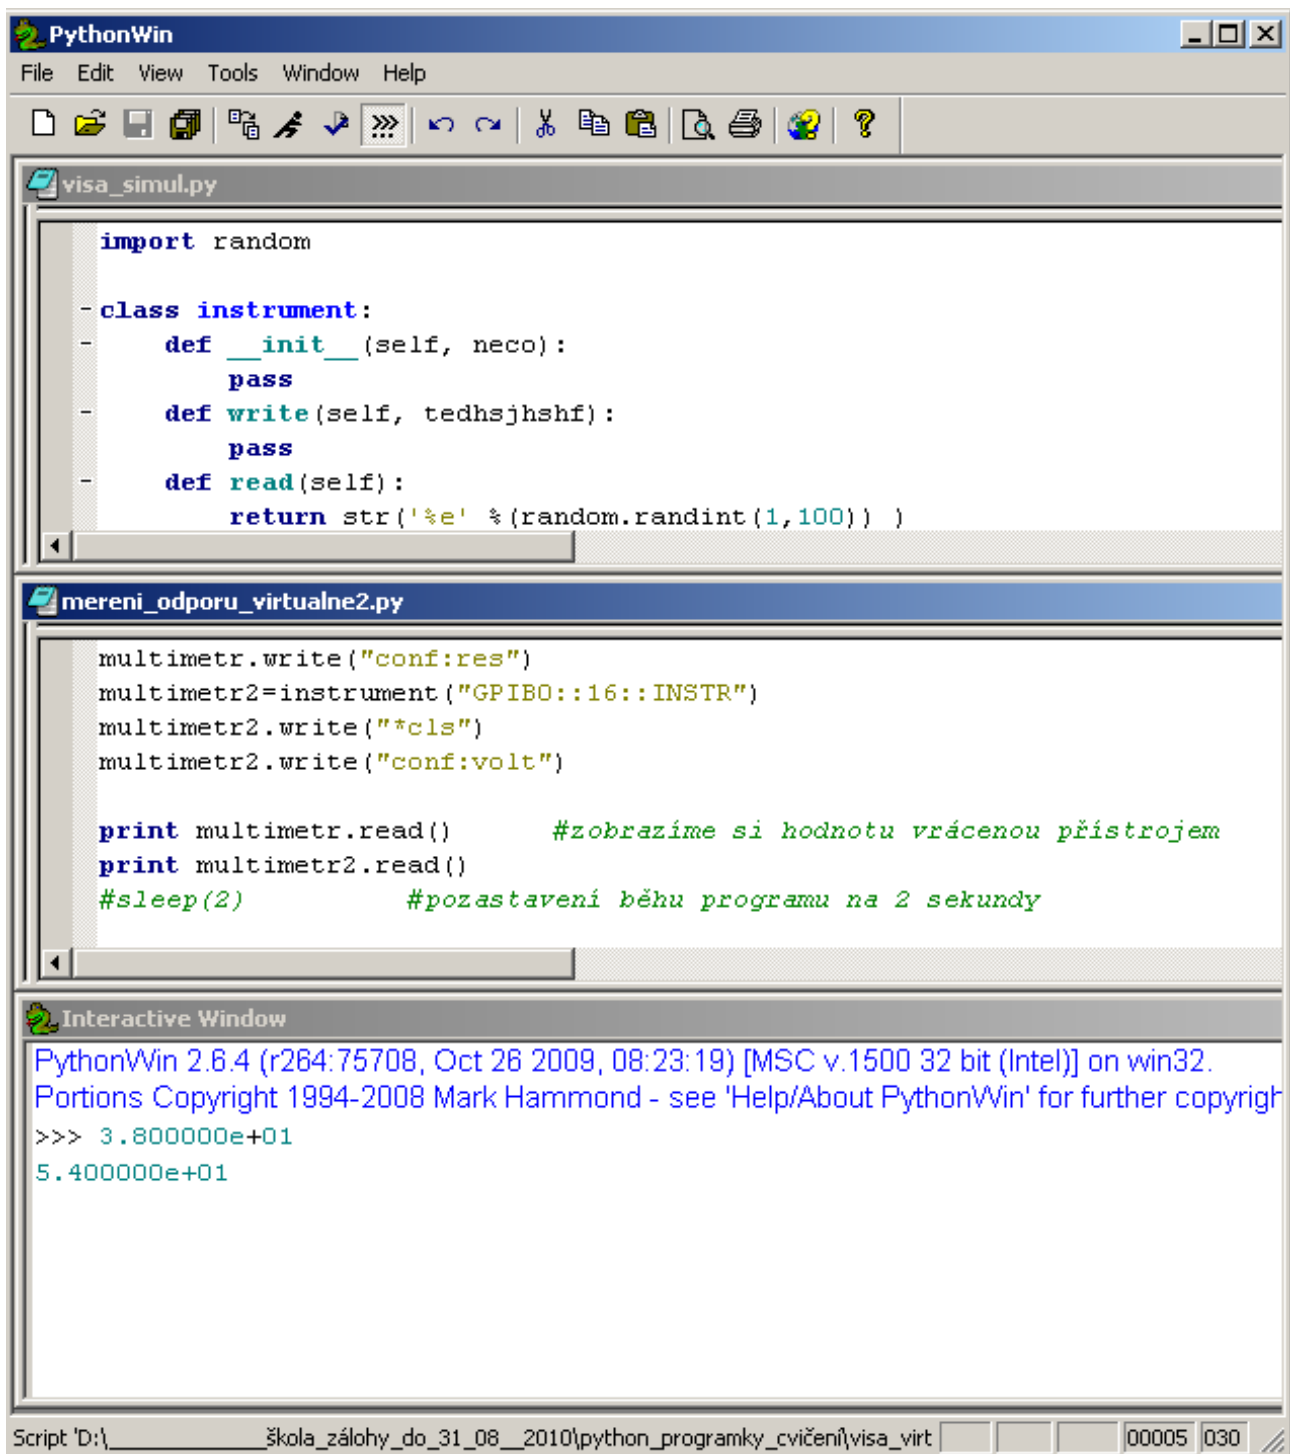 PythonWin
File Edit View Tools Window Help
visa_simul.py
import random
class instrument:
def __init__(self, neco):
pass
def write(self, tedhsjhshf):
pass
def read(self):
return str('%e' %(random.randint(1,100)) )
mereni_odporu_virtualne2.py
multimetr.write("conf:res")
multimetr2=instrument("GPIB0::16::INSTR")
multimetr2.write("*cls")
multimetr2.write("conf:volt")
print multimetr.read() #zobrazíme si hodnotu vrácenou přístrojem
print multimetr2.read()
#sleep(2) #pozastavení běhu programu na 2 sekundy
Interactive Window
PythonWin 2.6.4 (r264:75708, Oct 26 2009, 08:23:19) [MSC v.1500 32 bit (Intel)] on win32.
Portions Copyright 1994-2008 Mark Hammond - see 'Help/About PythonWin' for further copyrigh
>>> 3.800000e+01
5.400000e+01
Script 'D:\______________škola_zálohy_do_31_08__2010\python_programky_cvičení\visa_virt 00005 030